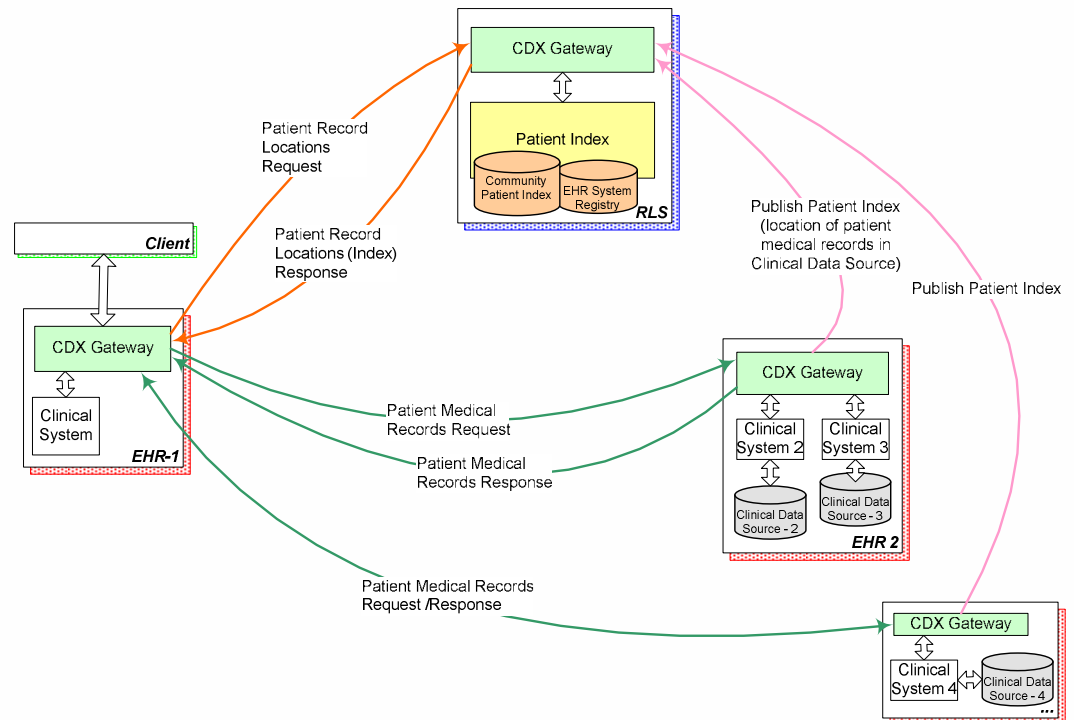 CDX Gateway
Patient Index
Community
Patient Index
EHR System
Registry
RLS
Patient Record
Locations
Request
Patient Record
Locations (Index)
Response
Publish Patient Index
(location of patient
medical records in
Clinical Data Source)
Publish Patient Index
Client
CDX Gateway
Clinical
System
EHR-1
Patient Medical
Records Request
Patient Medical
Records Response
CDX Gateway
Clinical
System 2
Clinical
System 3
Clinical Data
Source - 2
Clinical Data
Source - 3
EHR 2
Patient Medical Records
Request /Response
CDX Gateway
Clinical
System 4
Clinical Data
Source - 4
...